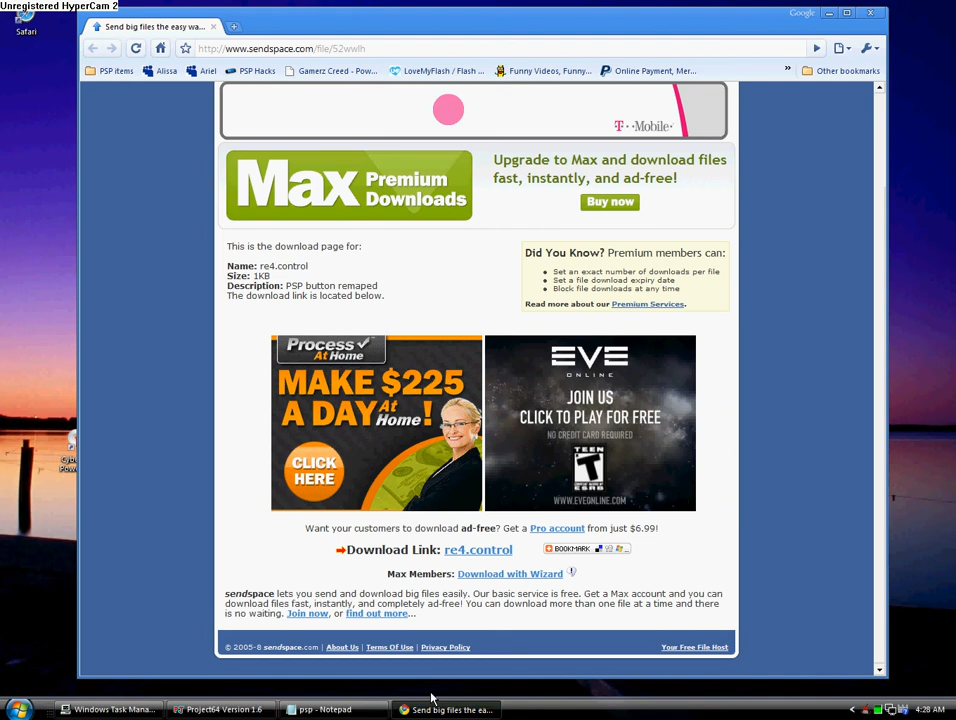 Unregistered HyperCam 2
Safari
Send big files the easy wa...
Google
http://www.sendspace.com/file/52wwlh
PSP items
Alissa
Ariel
PSP Hacks
Gamerz Creed - Pow...
LoveMyFlash / Flash ...
Funny Videos, Funny...
Online Payment, Mer...
»
Other bookmarks
T··Mobile·
Max Premium Downloads
Upgrade to Max and download files
fast, instantly, and ad-free!
Buy now
This is the download page for:
Name: re4.control
Size: 1KB
Description: PSP button remaped
The download link is located below.
Did You Know? Premium members can:
Set an exact number of downloads per file
Set a file download expiry date
Block file downloads at any time
Read more about our Premium Services.
Process
At Home
MAKE $225
A DAY At Home!
CLICK
HERE
EVE
ONLINE
JOIN US
CLICK TO PLAY FOR FREE
NO CREDIT CARD REQUIRED
TEEN
T
ESRB
WWW.EVEONLINE.COM
Want your customers to download ad-free? Get a Pro account from just $6.99!
Download Link: re4.control
BOOKMARK
Max Members: Download with Wizard
sendspace lets you send and download big files easily. Our basic service is free. Get a Max account and you can
download files fast, instantly, and completely ad-free! You can download more than one file at a time and there
is no waiting. Join now, or find out more...
© 2005-8 sendspace.com | About Us | Terms Of Use | Privacy Policy
Your Free File Host
Windows Task Mana...
Project64 Version 1.6
psp - Notepad
Send big files the ea...
4:28 AM